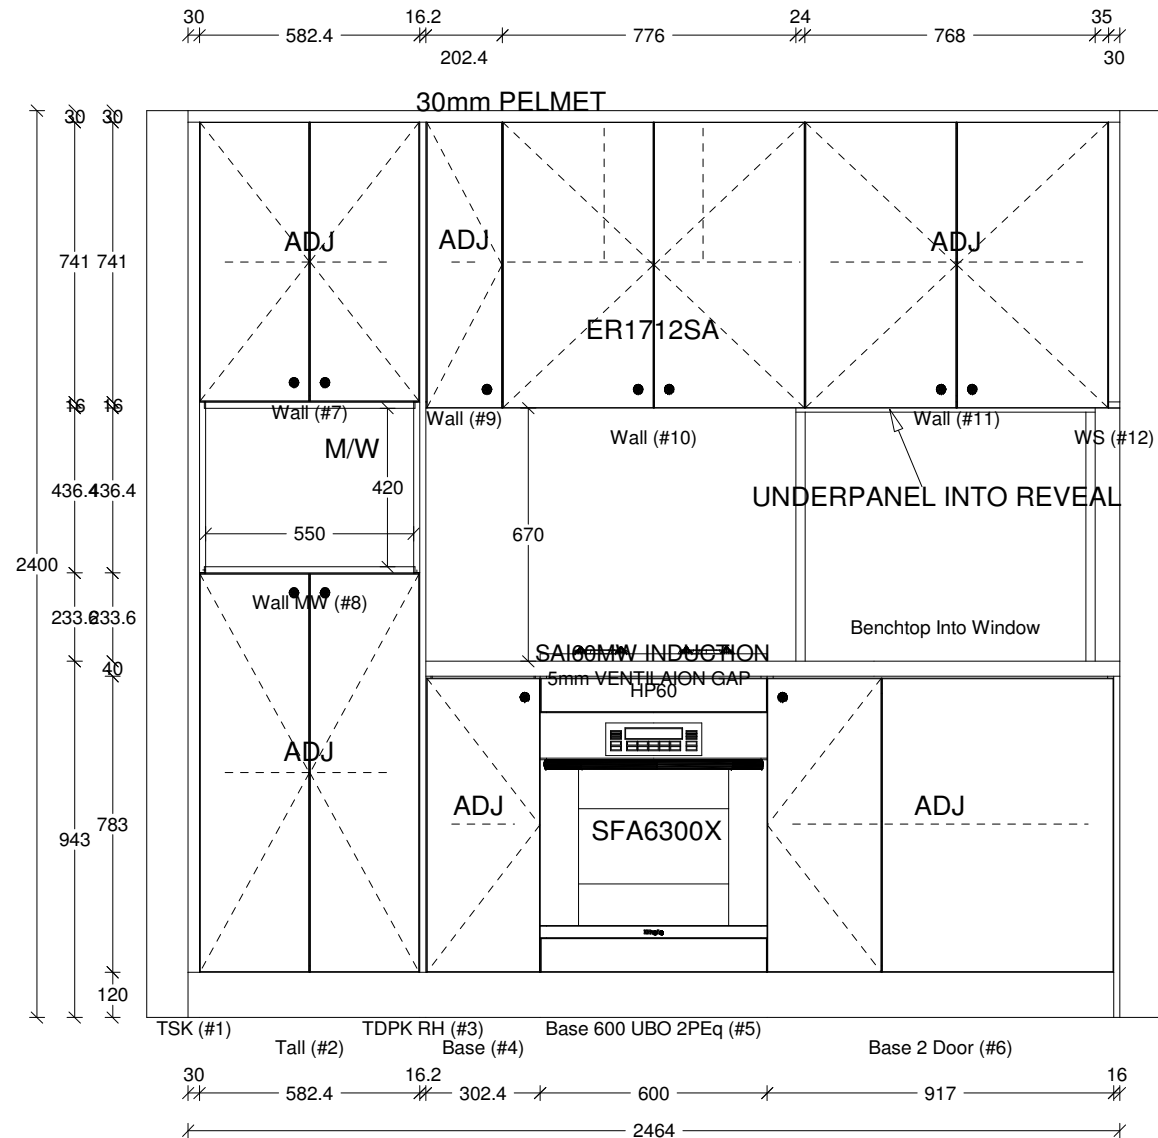 30 16.2 24 35
582.4 776 768
202.4 30
30mm PELMET
30 30
ADJ ADJ ADJ
741 741
ER1712SA
16 16
Wall (#7) Wall (#9) Wall (#11)
Wall (#10) WS (#12)
M/W
420
436.4 436.4
UNDERPANEL INTO REVEAL
550 670
2400
Wall MW (#8)
233.6 233.6
Benchtop Into Window
SAI60MW INDUCTION
40
5mm VENTILAION GAP
HP60
ADJ
ADJ ADJ
783
SFA6300X
943
120
TSK (#1) TDPK RH (#3) Base 600 UBO 2PEq (#5)
Tall (#2) Base (#4) Base 2 Door (#6)
30 16.2 16
582.4 302.4 600 917
2464